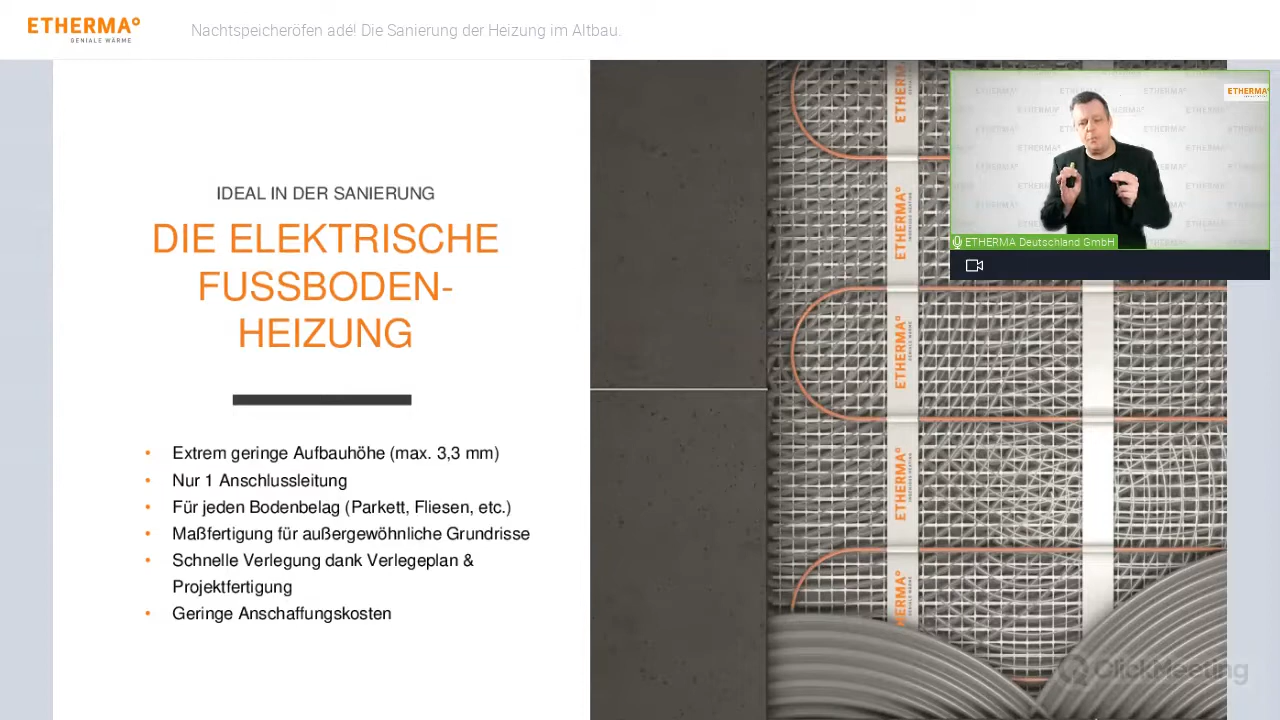 ETHERMA°
GENIALE WÄRME
Nachtspeicheröfen adé! Die Sanierung der Heizung im Altbau.
IDEAL IN DER SANIERUNG
DIE ELEKTRISCHE
FUSSBODEN-
HEIZUNG
• Extrem geringe Aufbauhöhe (max. 3,3 mm)
• Nur 1 Anschlussleitung
• Für jeden Bodenbelag (Parkett, Fliesen, etc.)
• Maßfertigung für außergewöhnliche Grundrisse
• Schnelle Verlegung dank Verlegeplan &
Projektfertigung
• Geringe Anschaffungskosten
ETHERMA
ETHERMA°
ETHERMA°
ETHERMA°
HERMA°
ETHERMA°
ETHERMA Deutschland GmbH
ClickMeeting